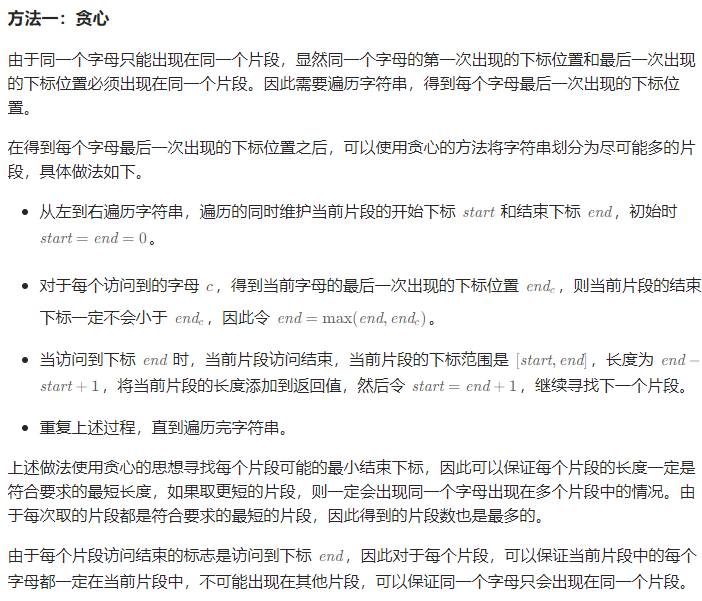 方法一：贪心
由于同一个字母只能出现在同一个片段，显然同一个字母的第一次出现的下标位置和最后一次出现
的下标位置必须出现在同一个片段。因此需要遍历字符串，得到每个字母最后一次出现的下标位
置。
在得到每个字母最后一次出现的下标位置之后，可以使用贪心的方法将字符串划分为尽可能多的片
段，具体做法如下。
• 从左到右遍历字符串，遍历的同时维护当前片段的开始下标 start 和结束下标 end，初始时
start = end = 0。
• 对于每个访问到的字母 c，得到当前字母的最后一次出现的下标位置 end_c，则当前片段的结束
下标一定不会小于 end_c，因此令 end = max(end, end_c)。
• 当访问到下标 end 时，当前片段访问结束，当前片段的下标范围是 [start, end]，长度为 end −
start + 1，将当前片段的长度添加到返回值，然后令 start = end + 1，继续寻找下一个片段。
• 重复上述过程，直到遍历完字符串。
上述做法使用贪心的思想寻找每个片段可能的最小结束下标，因此可以保证每个片段的长度一定是
符合要求的最短长度，如果取更短的片段，则一定会出现同一个字母出现在多个片段中的情况。由
于每次取的片段都是符合要求的最短的片段，因此得到的片段数也是最多的。
由于每个片段访问结束的标志是访问到下标 end，因此对于每个片段，可以保证当前片段中的每个
字母都一定在当前片段中，不可能出现在其他片段，可以保证同一个字母只会出现在同一个片段。